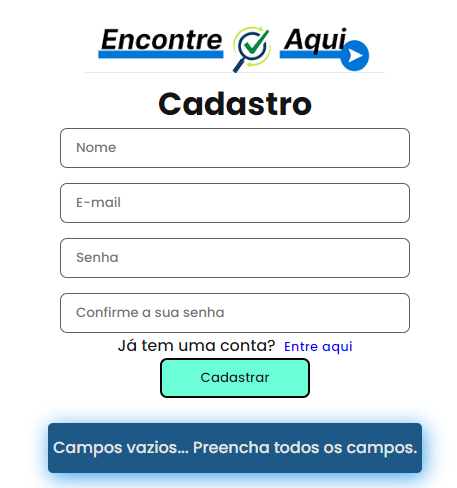 Encontre Aqui
Cadastro
Nome
E-mail
Senha
Confirme a sua senha
Já tem uma conta? Entre aqui
Cadastrar
Campos vazios... Preencha todos os campos.